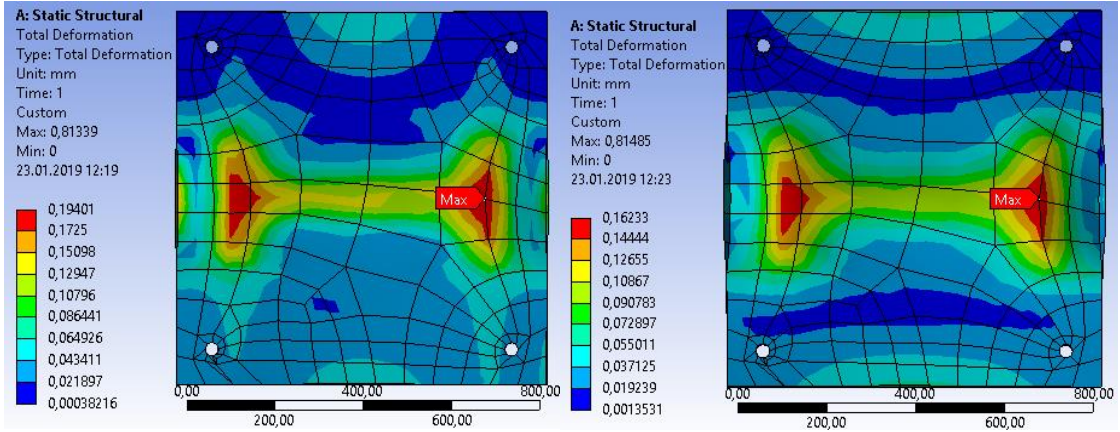 A: Static Structural
Total Deformation
Type: Total Deformation
Unit: mm
Time: 1
Custom
Max: 0,81339
Min: 0
23.01.2019 12:19
0,19401
0,1725
0,15098
0,12947
0,10796
0,086441
0,064926
0,043411
0,021897
0,00038216
Max
0,00
400,00
800,00
200,00
600,00
A: Static Structural
Total Deformation
Type: Total Deformation
Unit: mm
Time: 1
Custom
Max: 0,81485
Min: 0
23.01.2019 12:23
0,16233
0,14444
0,12655
0,10867
0,090783
0,072897
0,055011
0,037125
0,019239
0,0013531
Max
0,00
400,00
800,00
200,00
600,00